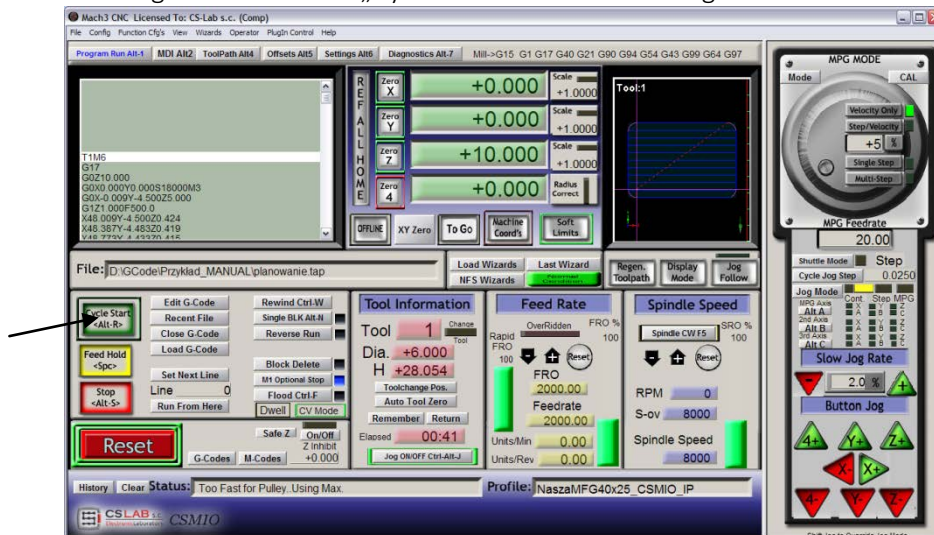 Mach3 CNC Licensed To: CS-Lab s.c. (Comp)
File Config Function Cfg's View Wizards Operator PlugIn Control Help
Program Run Alt-1 MDI Alt2 ToolPath Alt4 Offsets Alt5 Settings Alt6 Diagnostics Alt-7 Mill->G15 G1 G17 G40 G21 G90 G94 G54 G43 G99 G64 G97
T1M6
G17
G0Z10.000
G0X0.000Y0.000S18000M3
G0X-0.009Y-4.500Z5.000
G1Z1.000F500.0
X48.009Y-4.500Z0.424
X48.387Y-4.483Z0.419
X48.773Y-4.433Z0.415
REF ALL HOME
Zero X +0.000 Scale +1.0000
Zero Y +0.000 Scale +1.0000
Zero Z +10.000 Scale +1.0000
Zero 4 +0.000 Radius Correct
OFFLINE XY Zero To Go Machine Coord's Soft Limits
Tool:1
File: D:\GCode\Przykład_MANUAL\planowanie.tap
Load Wizards Last Wizard
NFS Wizards Normal Condition
Regen. Toolpath Display Mode Jog Follow
Cycle Start <Alt-R>
Feed Hold <Spc>
Stop <Alt-S>
Edit G-Code Rewind Ctrl-W
Recent File Single BLK Alt-N
Close G-Code Reverse Run
Load G-Code
Block Delete
Set Next Line M1 Optional Stop
Line 0 Flood Ctrl-F
Run From Here Dwell CV Mode
Reset
Safe Z On/Off
Z Inhibit
G-Codes M-Codes +0.000
Tool Information
Tool 1 Change Tool
Dia. +6.000
H +28.054
Toolchange Pos.
Auto Tool Zero
Remember Return
Elapsed 00:41
Jog ON/OFF Ctrl-Alt-J
Feed Rate
OverRidden FRO %
Rapid FRO 100 Reset 100
FRO
2000.00
Feedrate
2000.00
Units/Min 0.00
Units/Rev 0.00
Spindle Speed
Spindle CW F5 SRO % 100
Reset
RPM 0
S-ov 8000
Spindle Speed
8000
History Clear Status: Too Fast for Pulley..Using Max. Profile: NaszaMFG40x25_CSMIO_IP
CSLAB s.c. CSMIO
MPG MODE
Mode CAL
Velocity Only
Step/Velocity
+5 %
Single Step
Multi-Step
MPG Feedrate
20.00
Shuttle Mode Step
Cycle Jog Step 0.0250
Jog Mode Cont. Step MPG
MPG Axis X Y Z
Alt A A B C
2nd Axis X Y Z
Alt B A B C
3rd Axis X Y Z
Alt C A B C
Slow Jog Rate
2.0 %
Button Jog
4+ Y+ Z+
X- X+
4- Y- Z-